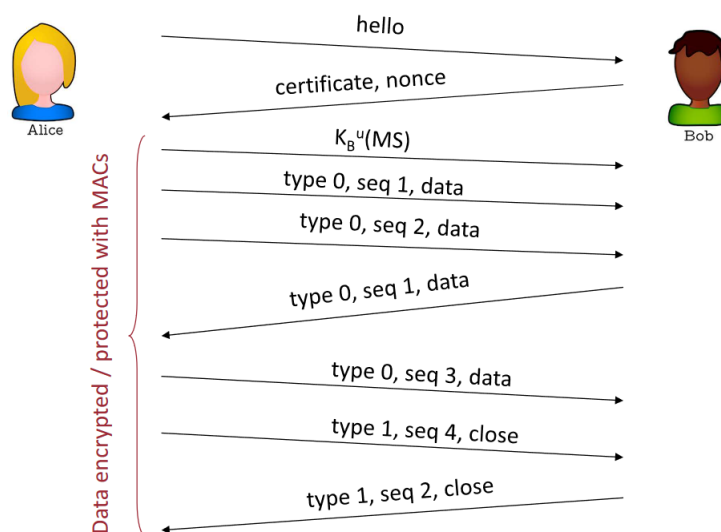 hello
certificate, nonce
Alice
Bob
K_B^u(MS)
type 0, seq 1, data
type 0, seq 2, data
type 0, seq 1, data
type 0, seq 3, data
type 1, seq 4, close
type 1, seq 2, close
Data encrypted / protected with MACs